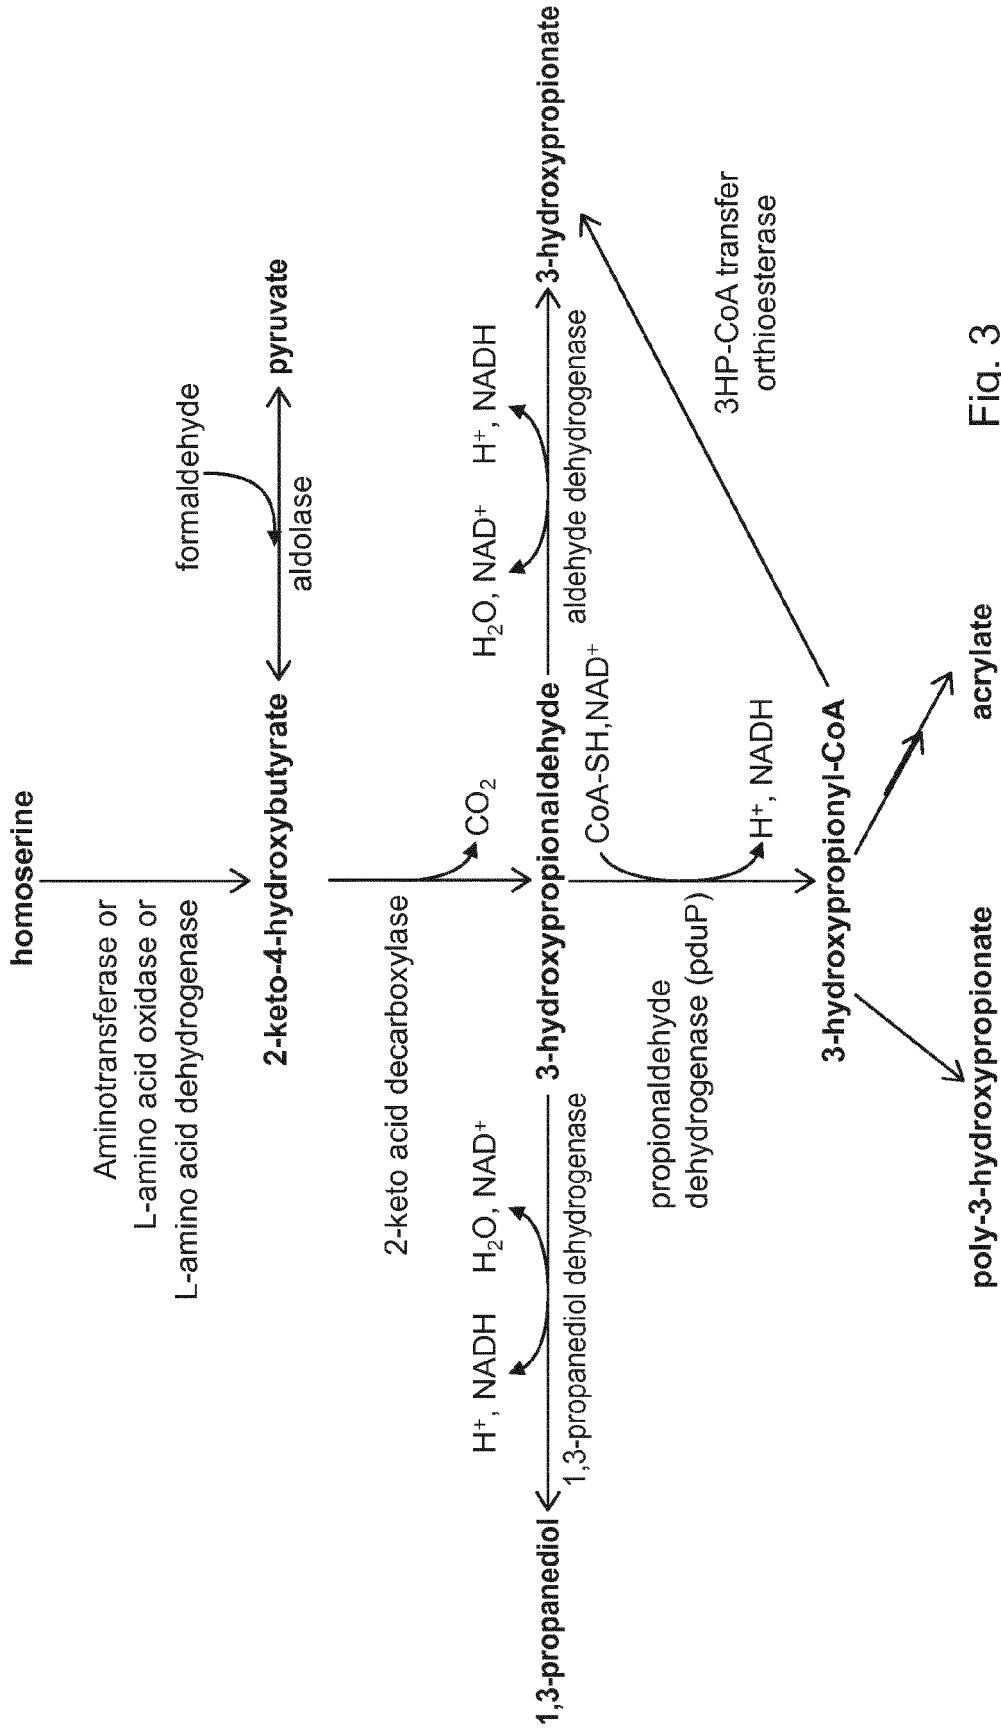 homoserine
Aminotransferase or
L-amino acid oxidase or
L-amino acid dehydrogenase
formaldehyde
2-keto-4-hydroxybutyrate
pyruvate
aldolase
2-keto acid decarboxylase
CO₂
H⁺, NADH
H₂O, NAD⁺
H₂O, NAD⁺
H⁺, NADH
1,3-propanediol
3-hydroxypropionaldehyde
3-hydroxypropionate
1,3-propanediol dehydrogenase
aldehyde dehydrogenase
CoA-SH,NAD⁺
propionaldehyde
dehydrogenase (pduP)
H⁺, NADH
3HP-CoA transfer
orthioesterase
3-hydroxypropionyl-CoA
poly-3-hydroxypropionate
acrylate
Fig. 3